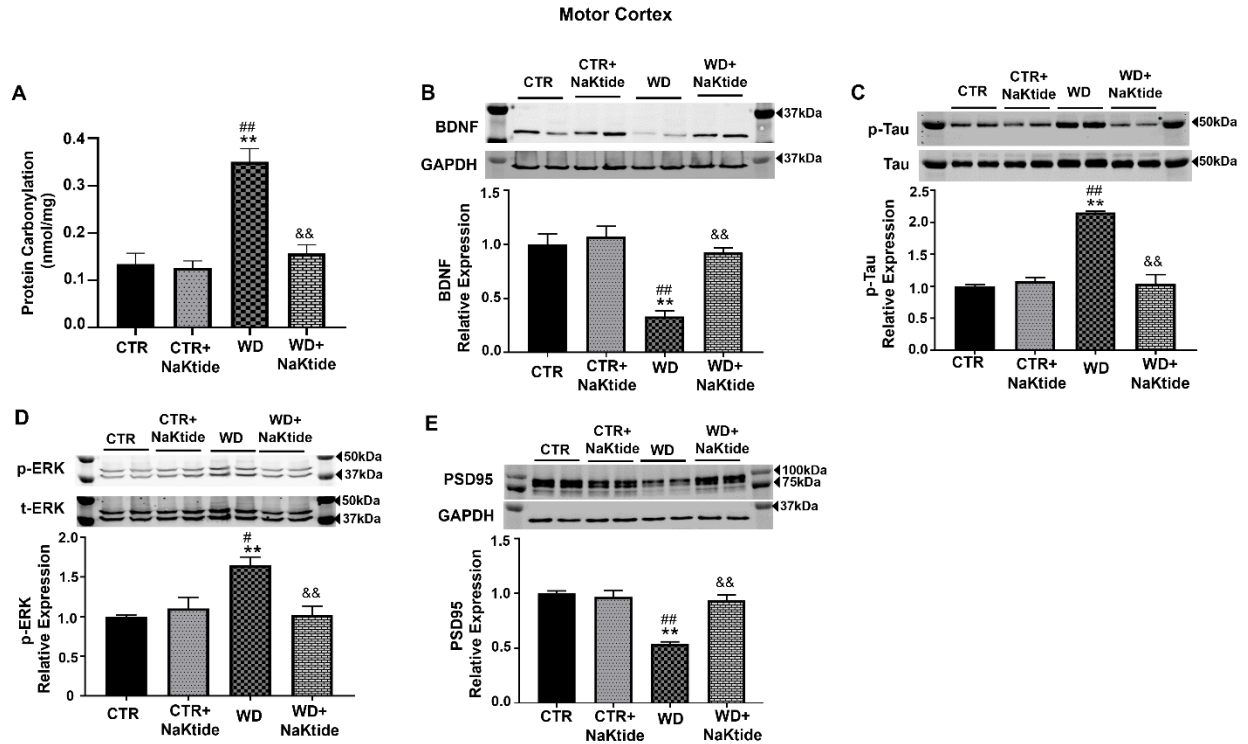 Motor Cortex
A
Protein Carbonylation
(nmol/mg)
0.4
0.3
0.2
0.1
0.0
##
**
&&
CTR
CTR+
NaKtide
WD
WD+
NaKtide
B
CTR
CTR+
NaKtide
WD
WD+
NaKtide
BDNF
37kDa
GAPDH
37kDa
BDNF
Relative Expression
1.5
1.0
0.5
0.0
##
**
&&
CTR
CTR+
NaKtide
WD
WD+
NaKtide
C
CTR
CTR+
NaKtide
WD
WD+
NaKtide
p-Tau
50kDa
Tau
50kDa
p-Tau
Relative Expression
2.5
2.0
1.5
1.0
0.5
0.0
##
**
&&
CTR
CTR+
NaKtide
WD
WD+
NaKtide
D
CTR
CTR+
NaKtide
WD
WD+
NaKtide
p-ERK
50kDa
37kDa
t-ERK
50kDa
37kDa
p-ERK
Relative Expression
2.0
1.5
1.0
0.5
0
#
**
&&
CTR
CTR+
NaKtide
WD
WD+
NaKtide
E
CTR
CTR+
NaKtide
WD
WD+
NaKtide
PSD95
100kDa
75kDa
GAPDH
37kDa
PSD95
Relative Expression
1.5
1.0
0.5
0.0
##
**
&&
CTR
CTR+
NaKtide
WD
WD+
NaKtide